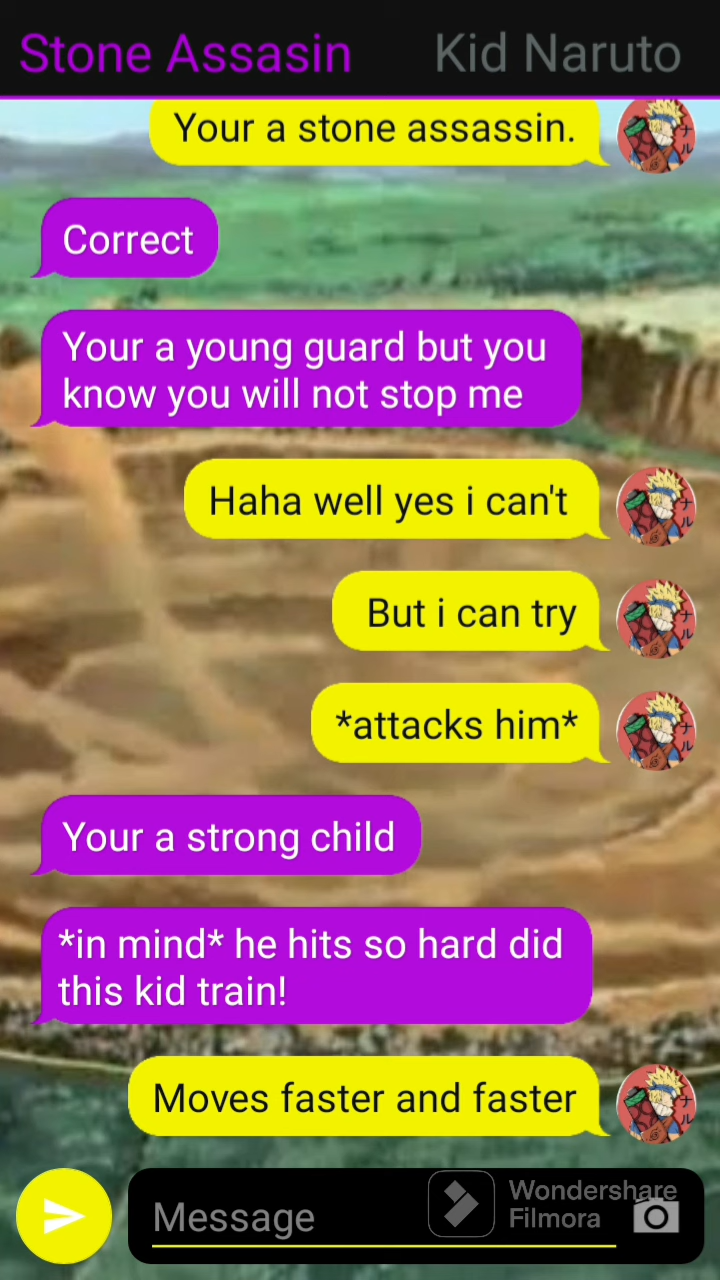 Stone Assasin Kid Naruto
Your a stone assassin.
Correct
Your a young guard but you
know you will not stop me
Haha well yes i can't
But i can try
*attacks him*
Your a strong child
*in mind* he hits so hard did
this kid train!
Moves faster and faster
Message
Wondershare
Filmora